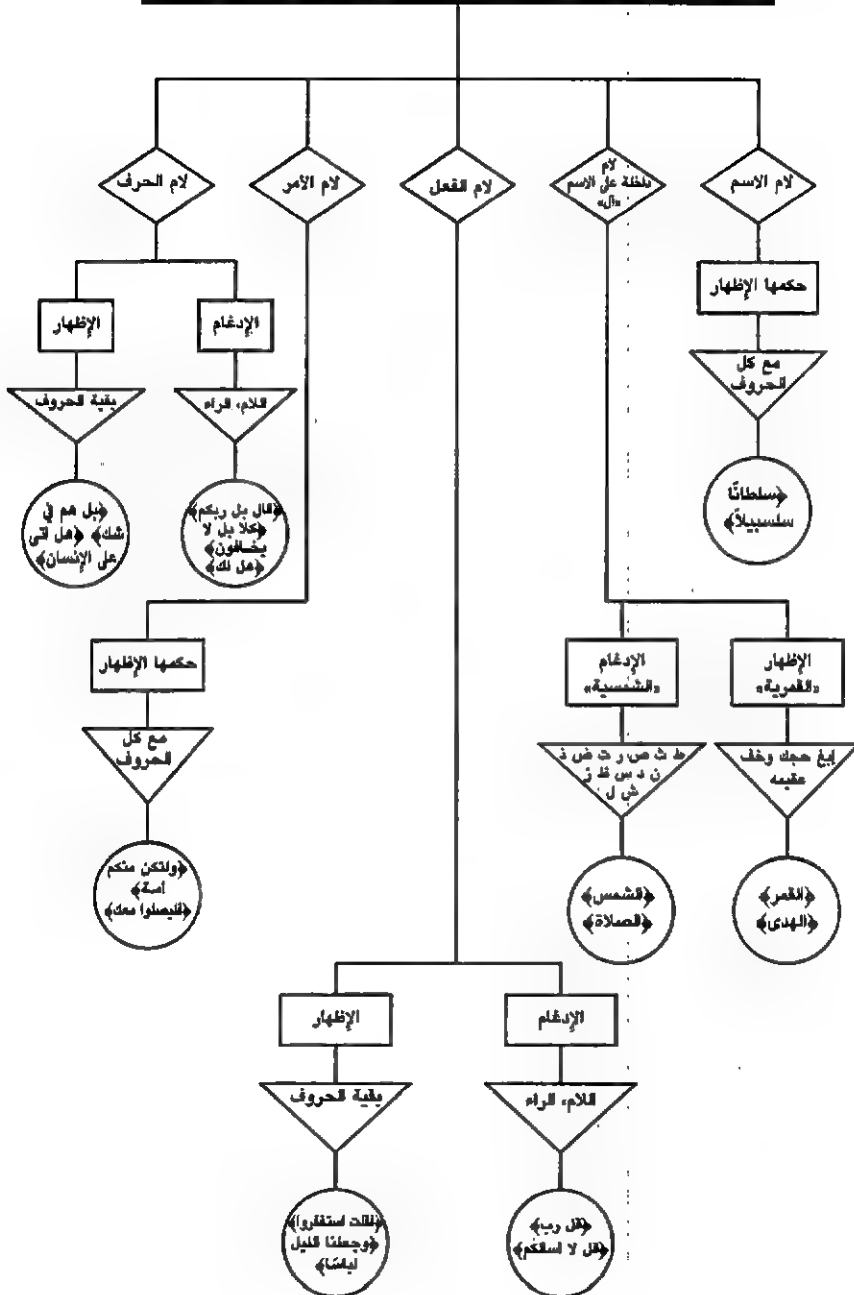 لام الاسم
لام
داخلة على الاسم
«ال»
لام الفعل
لام الأمر
لام الحرف
حكمها الإظهار
مع كل
الحروف
﴿سلطانًا
سلسبيلاً﴾
الإدغام
اللام، الراء
﴿قال بل ربكم﴾
﴿كلا بل لا
يخافون﴾
﴿هل لك﴾
الإظهار
بقية الحروف
﴿بل هم في
شك﴾ ﴿هل أتى
على الإنسان﴾
الإظهار
«القمرية»
إبغ حجك وخف
عقيمه
﴿القمر﴾
﴿الهدى﴾
الإدغام
«الشمسية»
ط ث ص ر ت ض ذ
ن د س ظ ز
ش ل
﴿الشمس﴾
﴿الصلاة﴾
حكمها الإظهار
مع كل
الحروف
﴿ولتكن منكم
أمة﴾
﴿فليصلوا معك﴾
الإدغام
اللام، الراء
﴿قل رب﴾
﴿قل لا أسألكم﴾
الإظهار
بقية الحروف
﴿فقلت استغفروا﴾
﴿وجعلنا الليل
لباسًا﴾